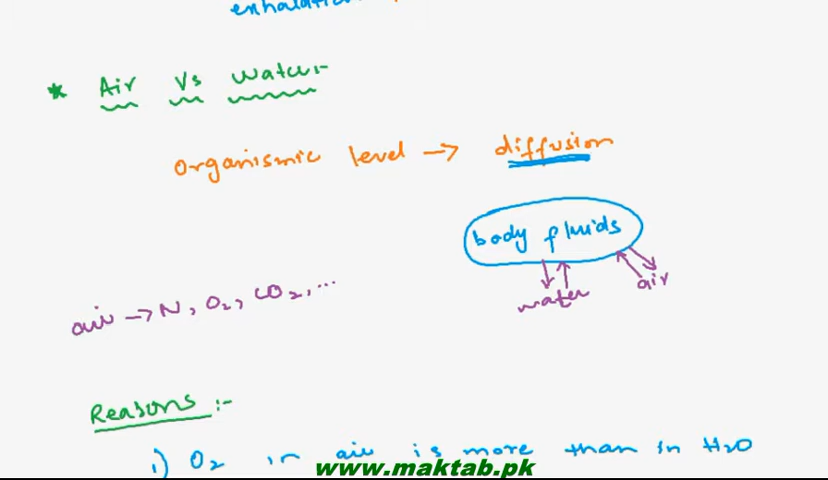 * Air Vs Water:-
Organismic level → diffusion
body fluids
water
air
air → N, O2, CO2, ...
Reasons :-
1) O2 in air is more than in H2O
www.maktab.pk